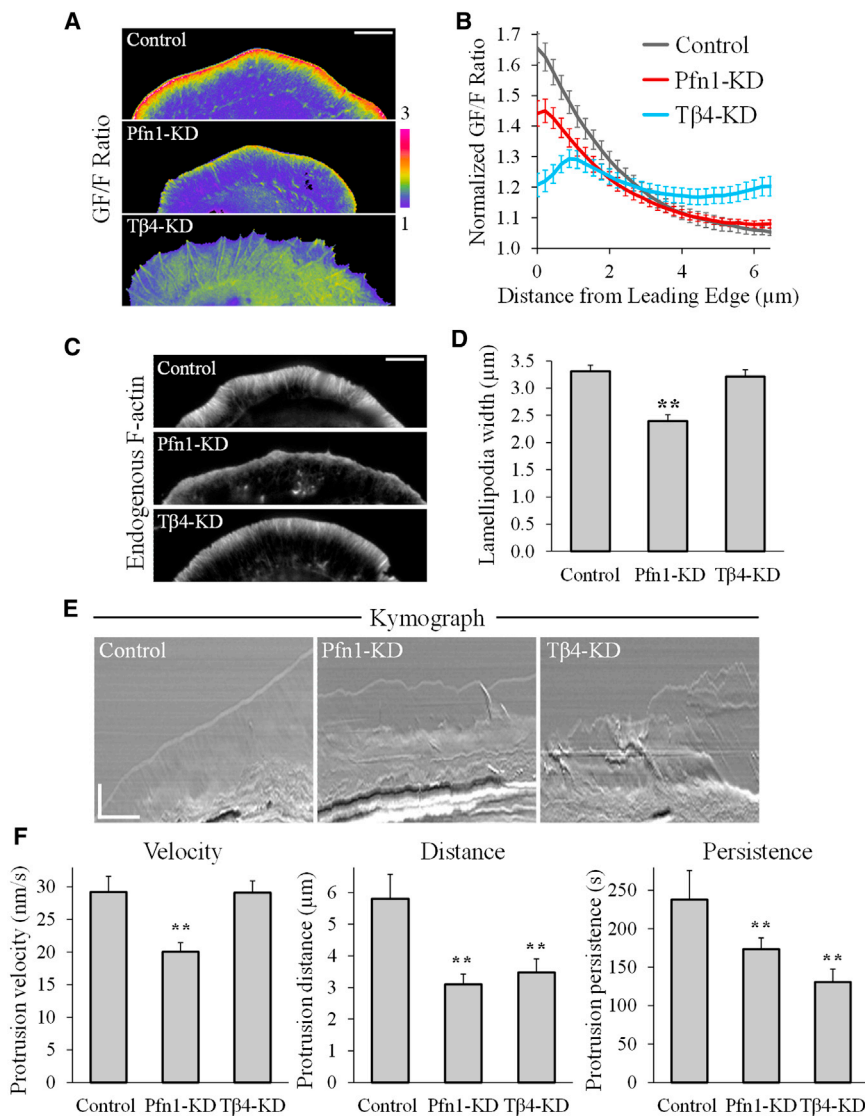 A
Control
Pfn1-KD
Tβ4-KD
GF/F Ratio
3
1
B
Normalized GF/F Ratio
1.7
1.6
1.5
1.4
1.3
1.2
1.1
1.0
0
2
4
6
Distance from Leading Edge (µm)
Control
Pfn1-KD
Tβ4-KD
C
Endogenous F-actin
Control
Pfn1-KD
Tβ4-KD
D
Lamellipodia width (µm)
3.5
3.0
2.5
2.0
1.5
1.0
0.5
0.0
**
Control Pfn1-KD Tβ4-KD
E
Kymograph
Control
Pfn1-KD
Tβ4-KD
F
Velocity
Protrusion velocity (nm/s)
30
25
20
15
10
5
0
**
Control Pfn1-KD Tβ4-KD
Distance
Protrusion distance (µm)
6
5
4
3
2
1
0
**
**
Control Pfn1-KD Tβ4-KD
Persistence
Protrusion persistence (s)
250
200
150
100
50
0
**
**
Control Pfn1-KD Tβ4-KD